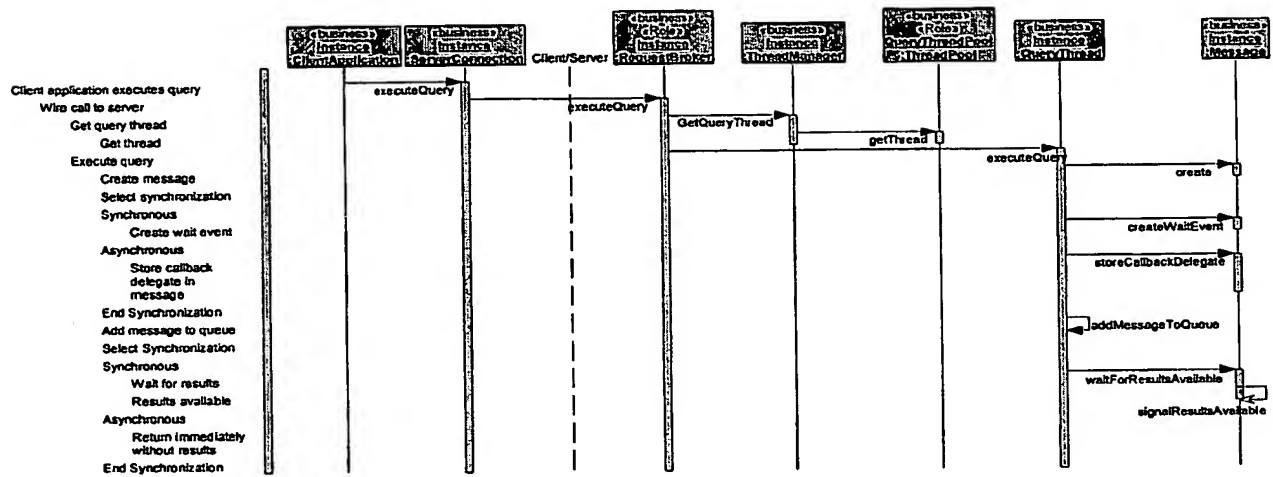 «business»
Instance
ClientApplication
«business»
Instance
ServerConnection
Client/Server
«business»
«Role»
Instance
RequestBroker
«business»
Instance
ThreadManager
«business»
«Role»
QueryThreadPool
:ThreadPool
«business»
Instance
QueryThread
«business»
Instance
Message
Client application executes query
executeQuery
Wire call to server
executeQuery
Get query thread
GetQueryThread
Get thread
getThread
Execute query
executeQuery
Create message
create
Select synchronization
Synchronous
Create wait event
createWaitEvent
Asynchronous
Store callback
delegate in
message
storeCallbackDelegate
End Synchronization
Add message to queue
addMessageToQueue
Select Synchronization
Synchronous
Wait for results
waitForResultsAvailable
Results available
signalResultsAvailable
Asynchronous
Return immediately
without results
End Synchronization